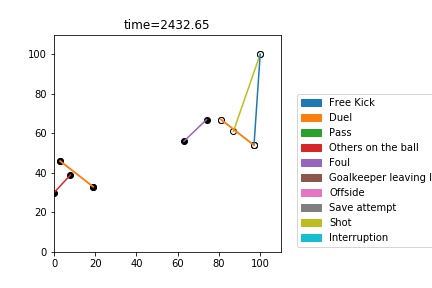 time=2432.65
100
80
60
40
20
0
0 20 40 60 80 100
Free Kick
Duel
Pass
Others on the ball
Foul
Goalkeeper leaving l
Offside
Save attempt
Shot
Interruption